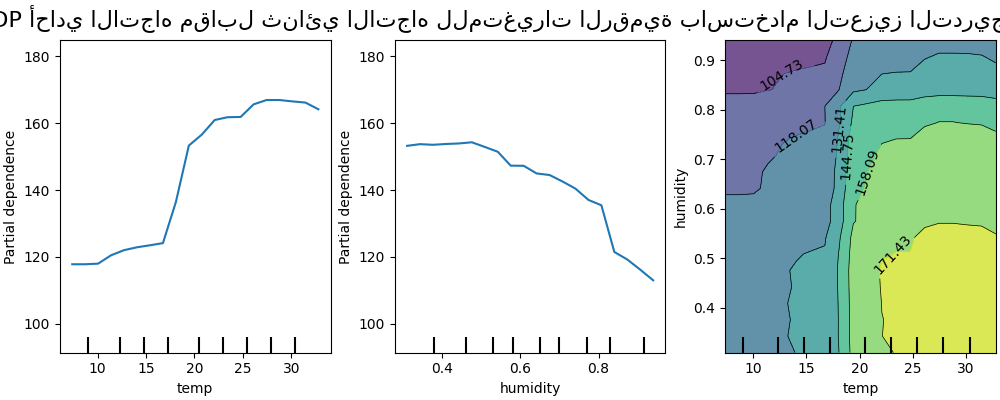 DP أحادي الاتجاه مقابل ثنائي الاتجاه للمتغيرات الرقمية باستخدام التعزيز التدريج
Partial dependence
180
160
140
120
100
10 15 20 25 30
temp
Partial dependence
180
160
140
120
100
0.4 0.6 0.8
humidity
humidity
0.9
0.8
0.7
0.6
0.5
0.4
104.73
118.07
131.41
144.75
158.09
171.43
10 15 20 25 30
temp